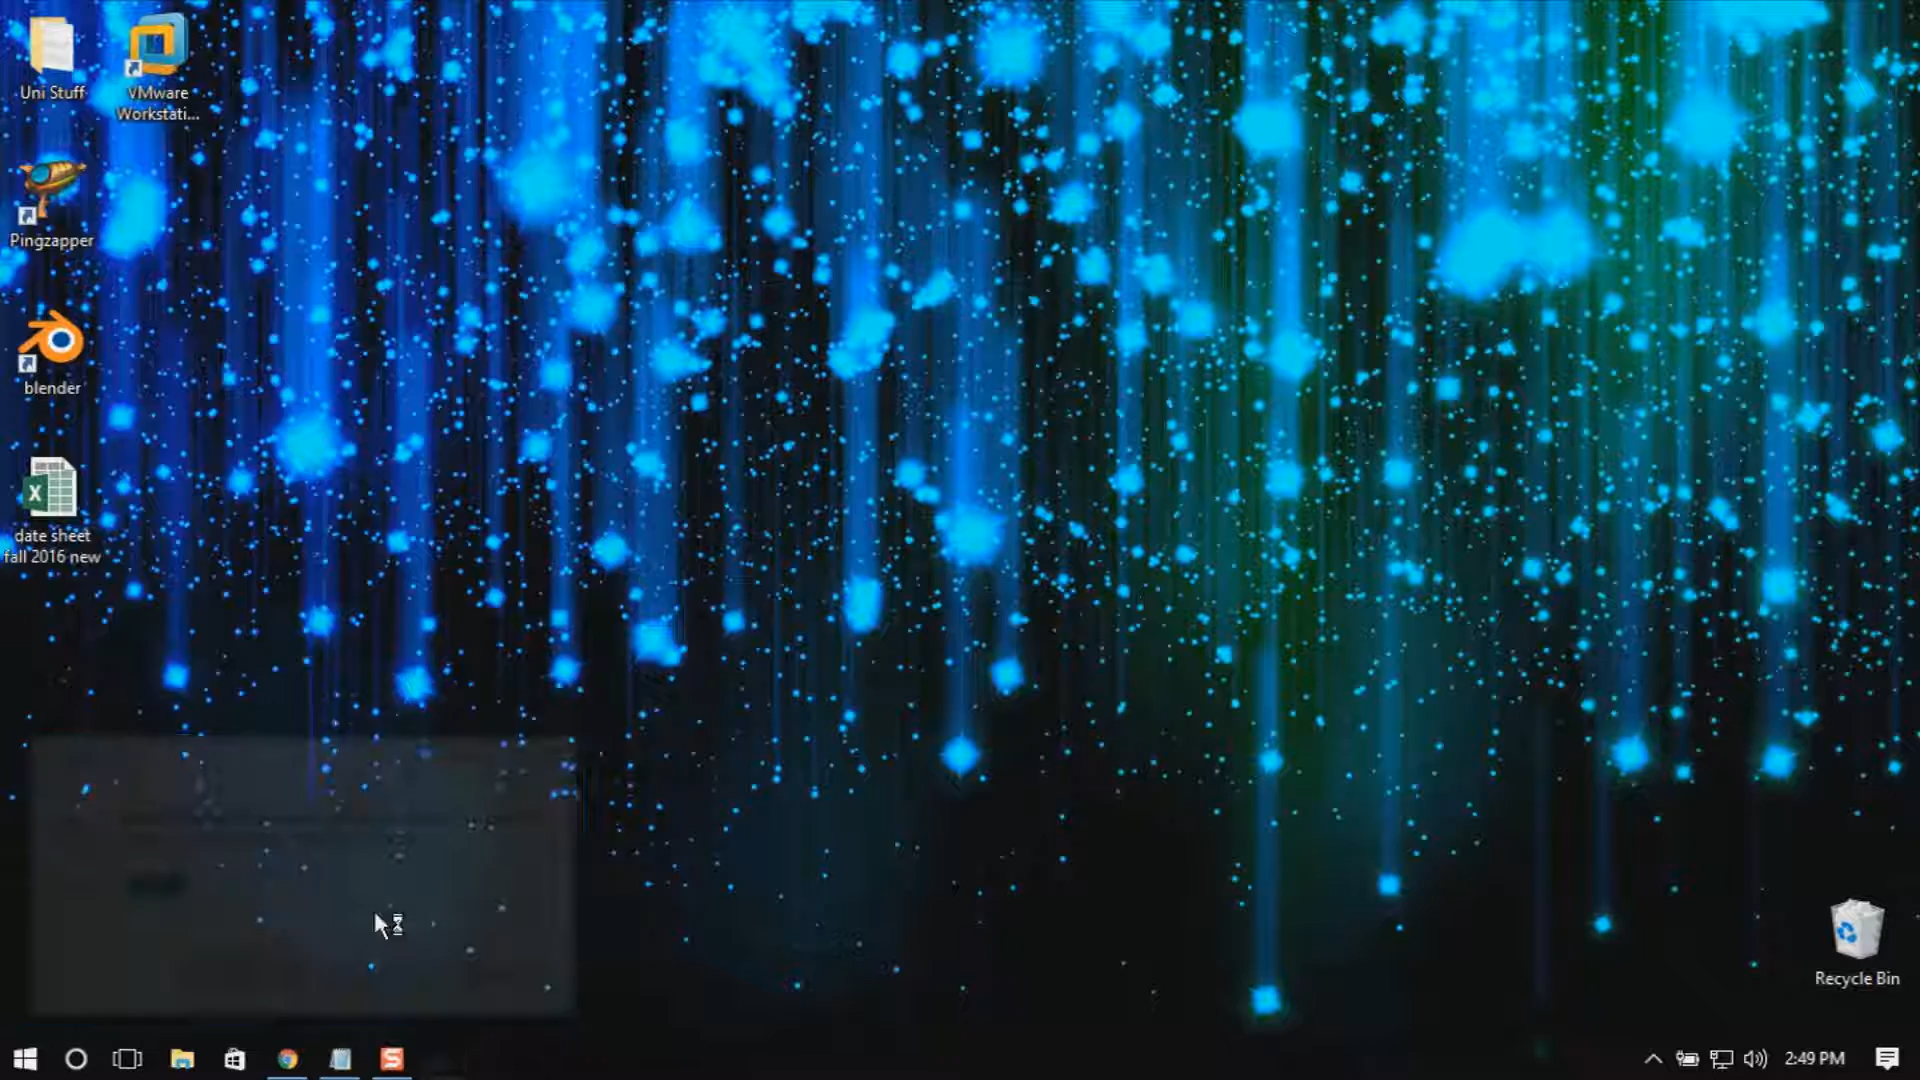 Uni Stuff
VMware
Workstati...
Pingzapper
blender
date sheet
fall 2016 new
Recycle Bin
2:49 PM